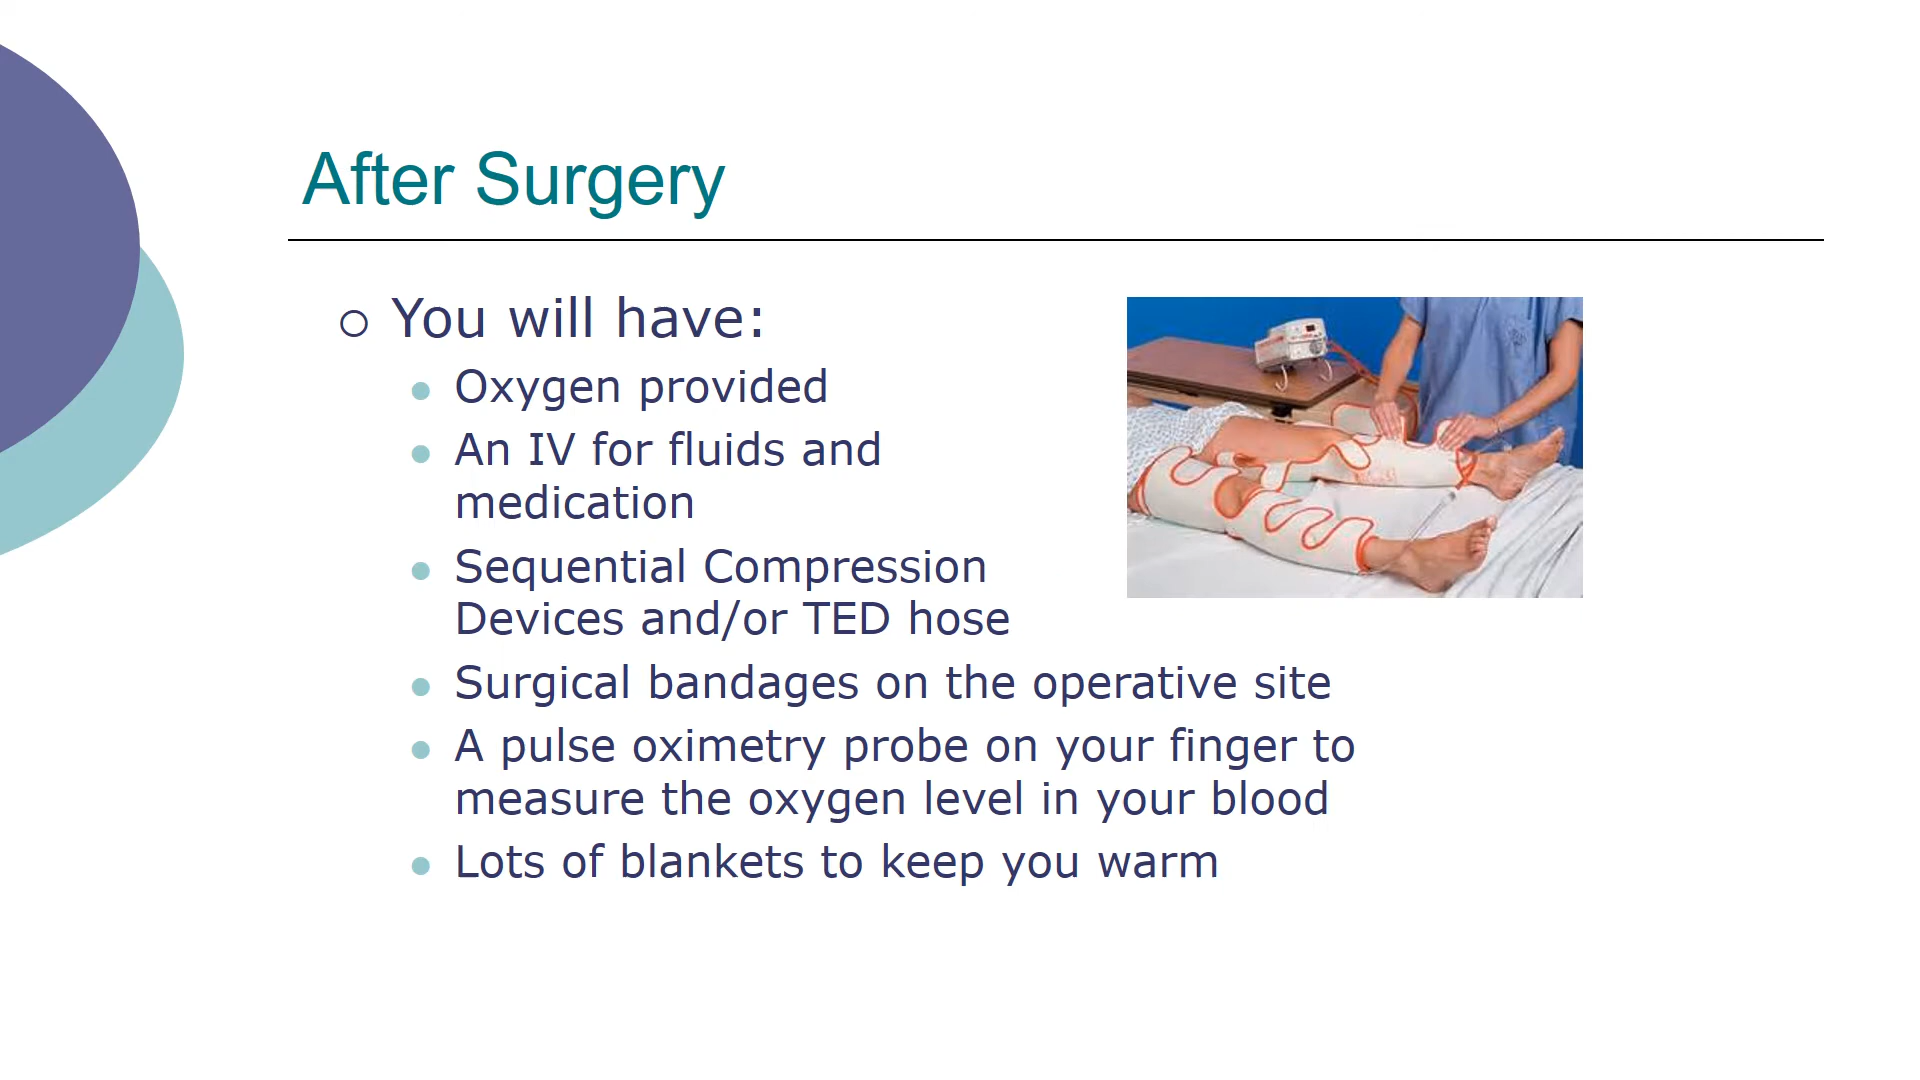 After Surgery
You will have:
Oxygen provided
An IV for fluids and
medication
Sequential Compression
Devices and/or TED hose
Surgical bandages on the operative site
A pulse oximetry probe on your finger to
measure the oxygen level in your blood
Lots of blankets to keep you warm